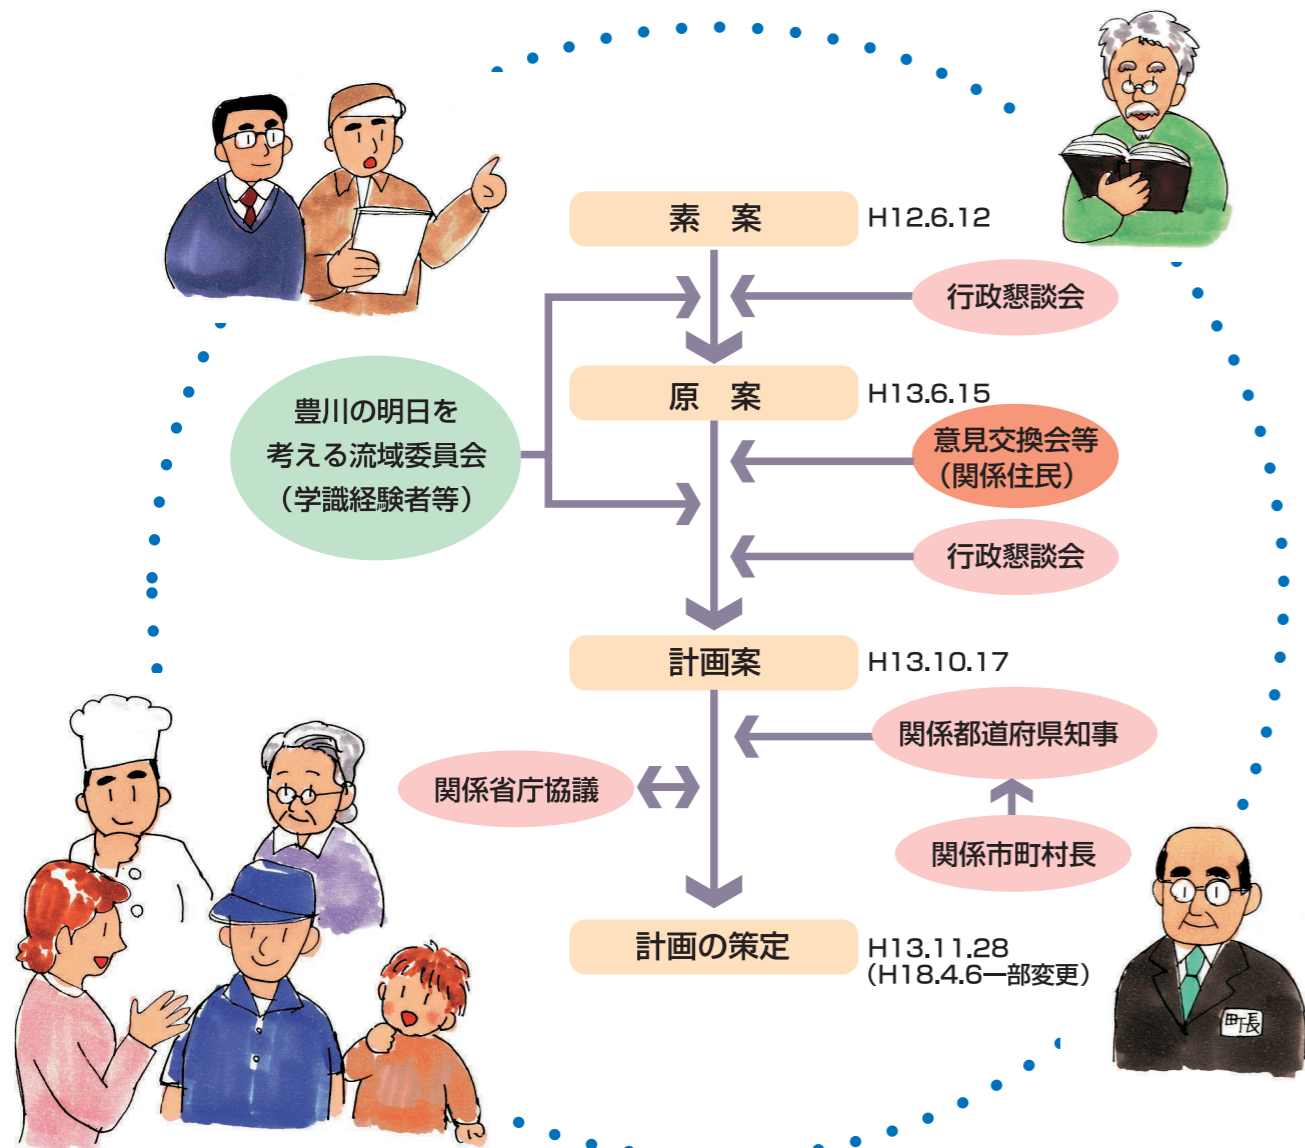 素 案
H12.6.12
行政懇談会
原 案
H13.6.15
豊川の明日を
考える流域委員会
（学識経験者等）
意見交換会等
（関係住民）
行政懇談会
計画案
H13.10.17
関係都道府県知事
関係省庁協議
関係市町村長
計画の策定
H13.11.28
（H18.4.6一部変更）
町長